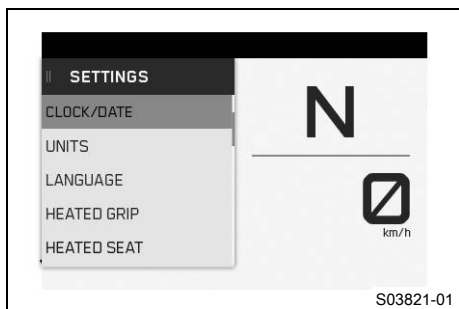 SETTINGS
CLOCK/DATE
UNITS
LANGUAGE
HEATED GRIP
HEATED SEAT
N
0
km/h
S03821-01